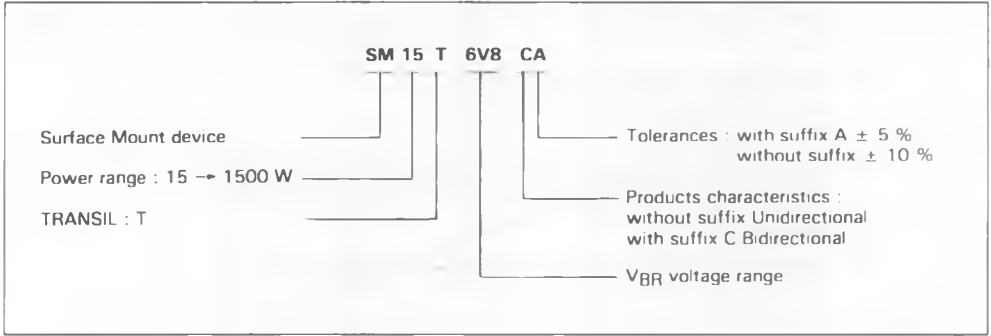 SM 15 T 6V8 CA
Surface Mount device
Power range : 15 → 1500 W
TRANSIL : T
Tolerances : with suffix A ± 5 %
without suffix ± 10 %
Products characteristics :
without suffix Unidirectional
with suffix C Bidirectional
VBR voltage range